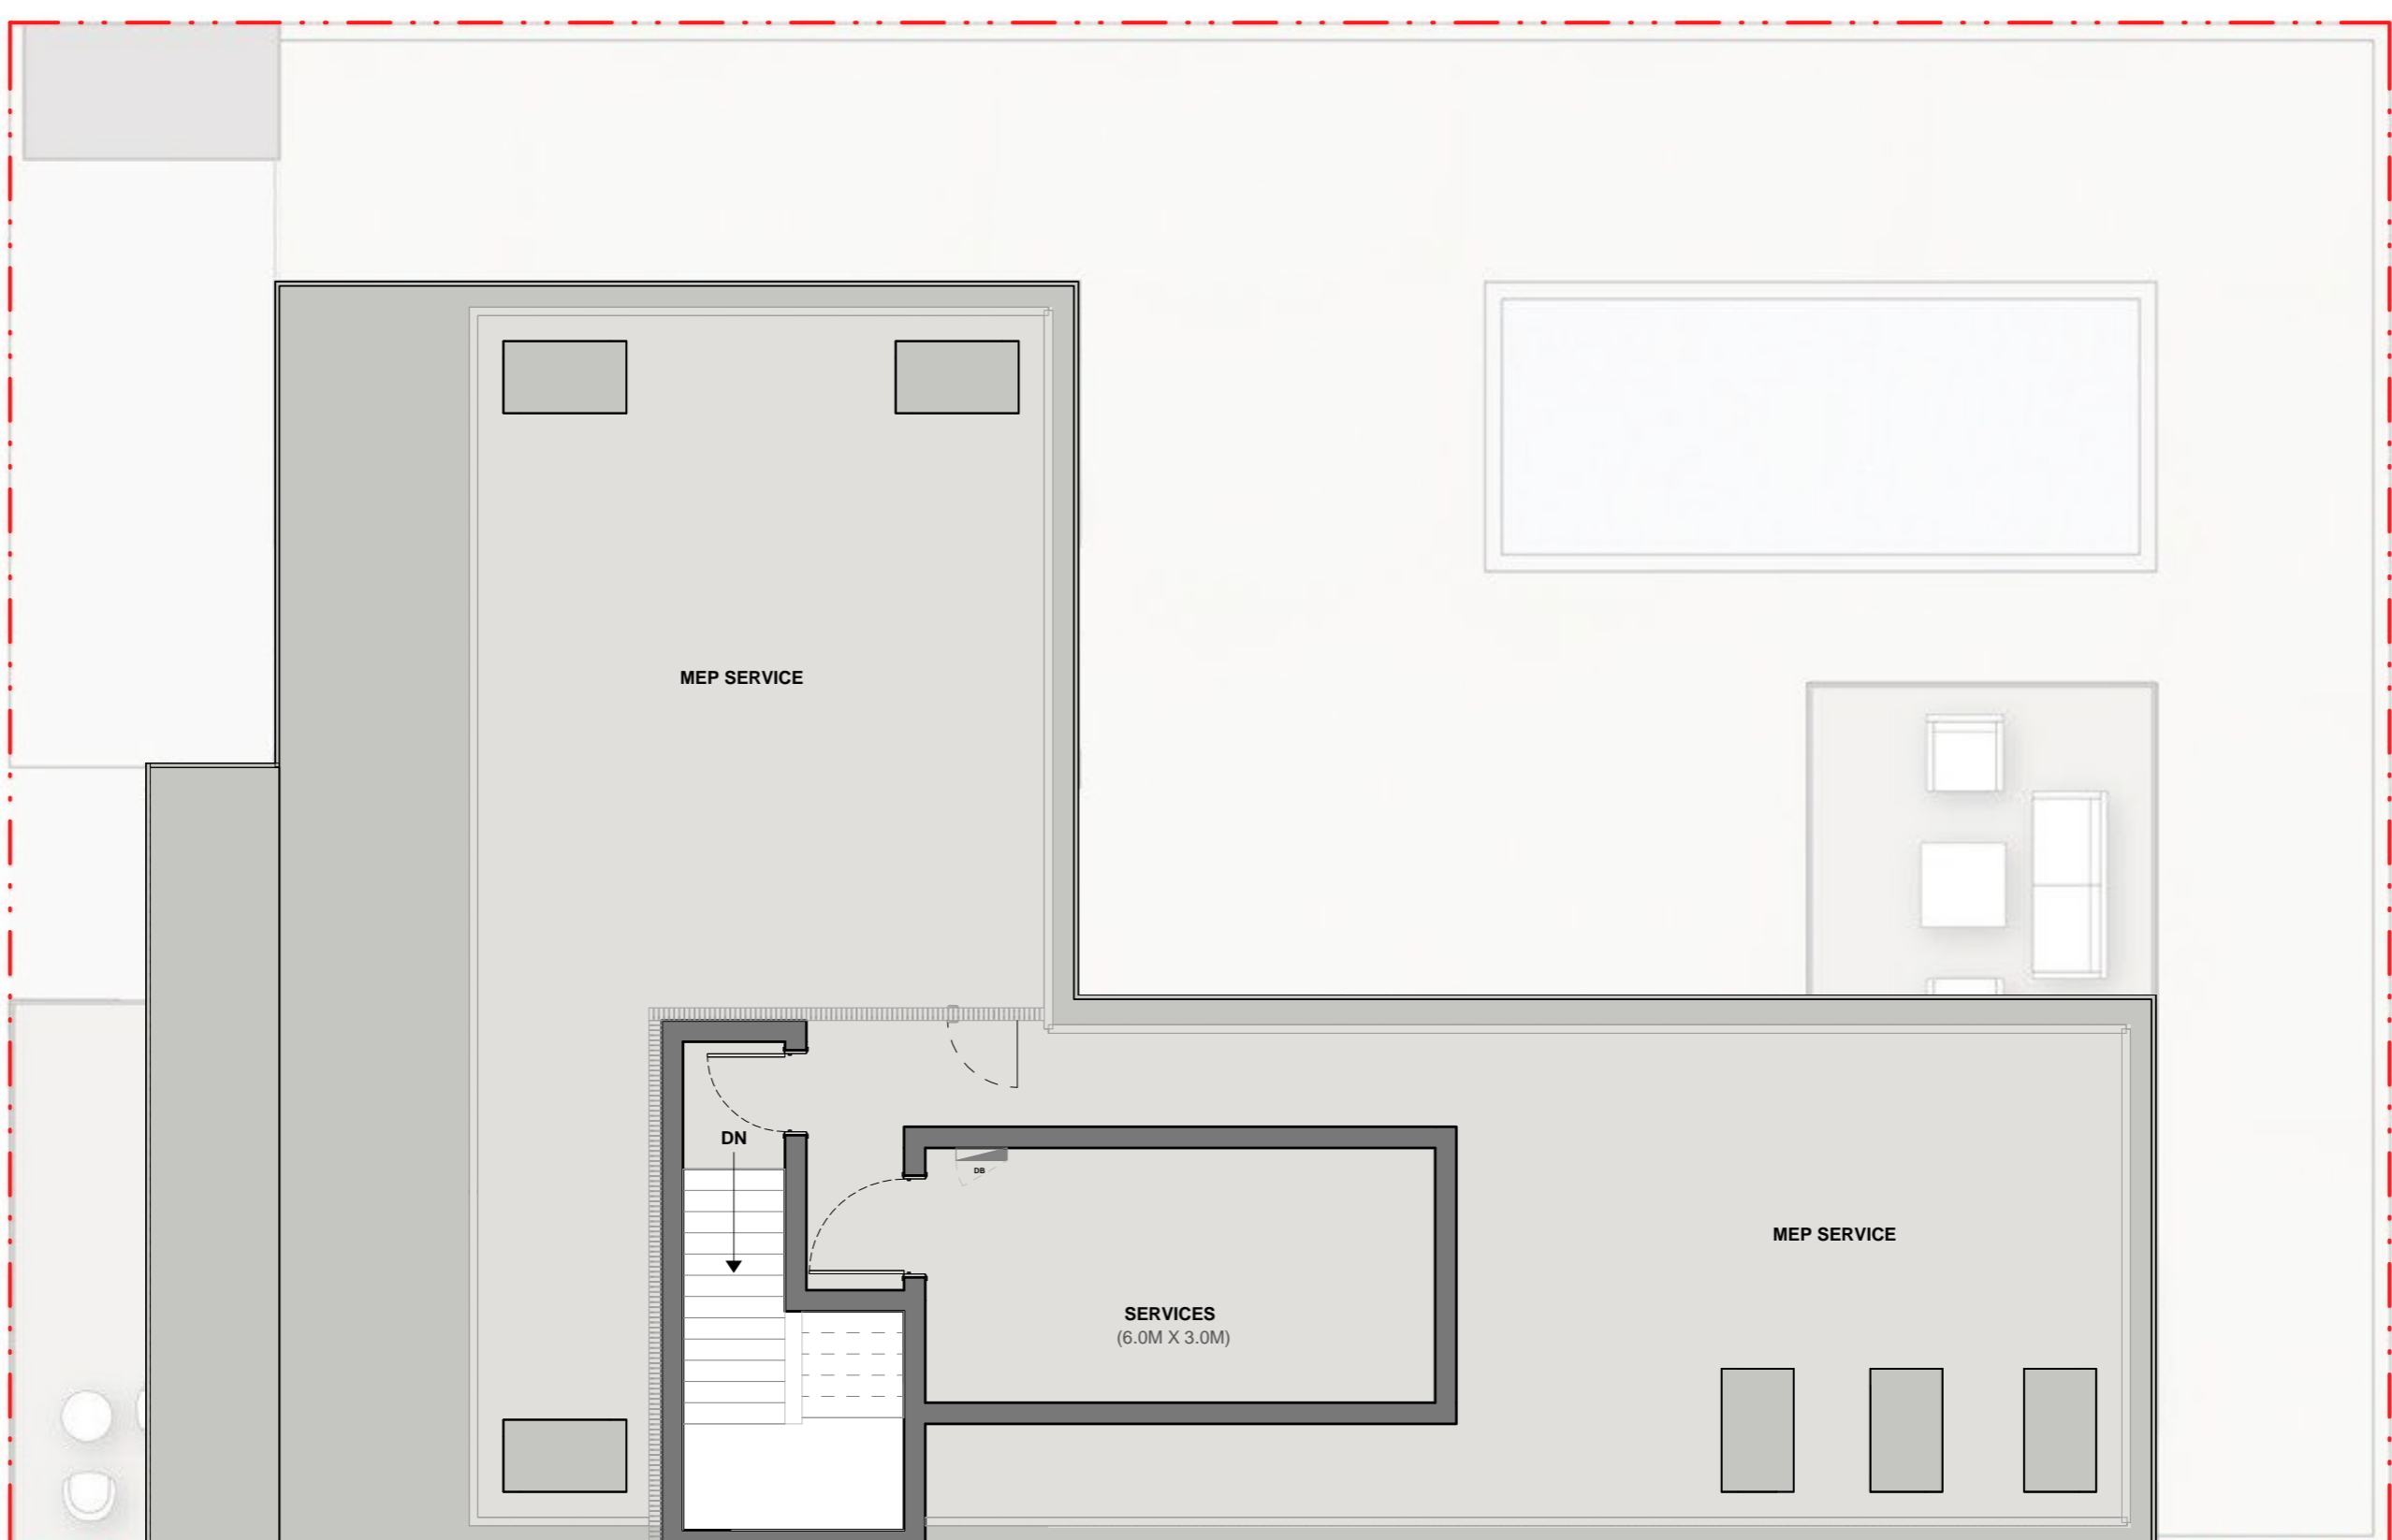 MEP SERVICE
DN
DB
MEP SERVICE
SERVICES
(6.0M X 3.0M)